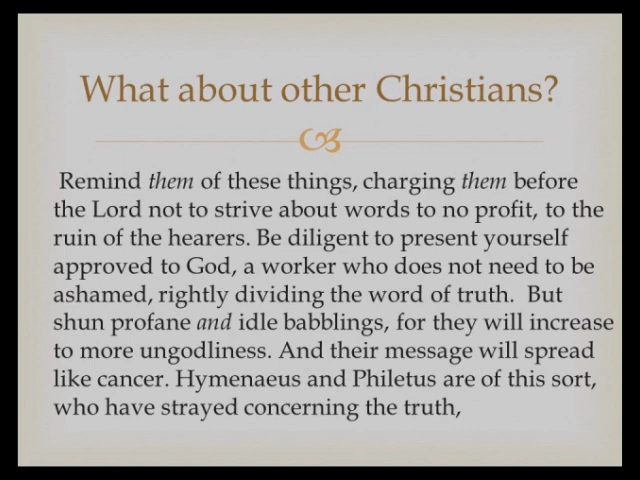 What about other Christians?
Remind them of these things, charging them before
the Lord not to strive about words to no profit, to the
ruin of the hearers. Be diligent to present yourself
approved to God, a worker who does not need to be
ashamed, rightly dividing the word of truth. But
shun profane and idle babblings, for they will increase
to more ungodliness. And their message will spread
like cancer. Hymenaeus and Philetus are of this sort,
who have strayed concerning the truth,